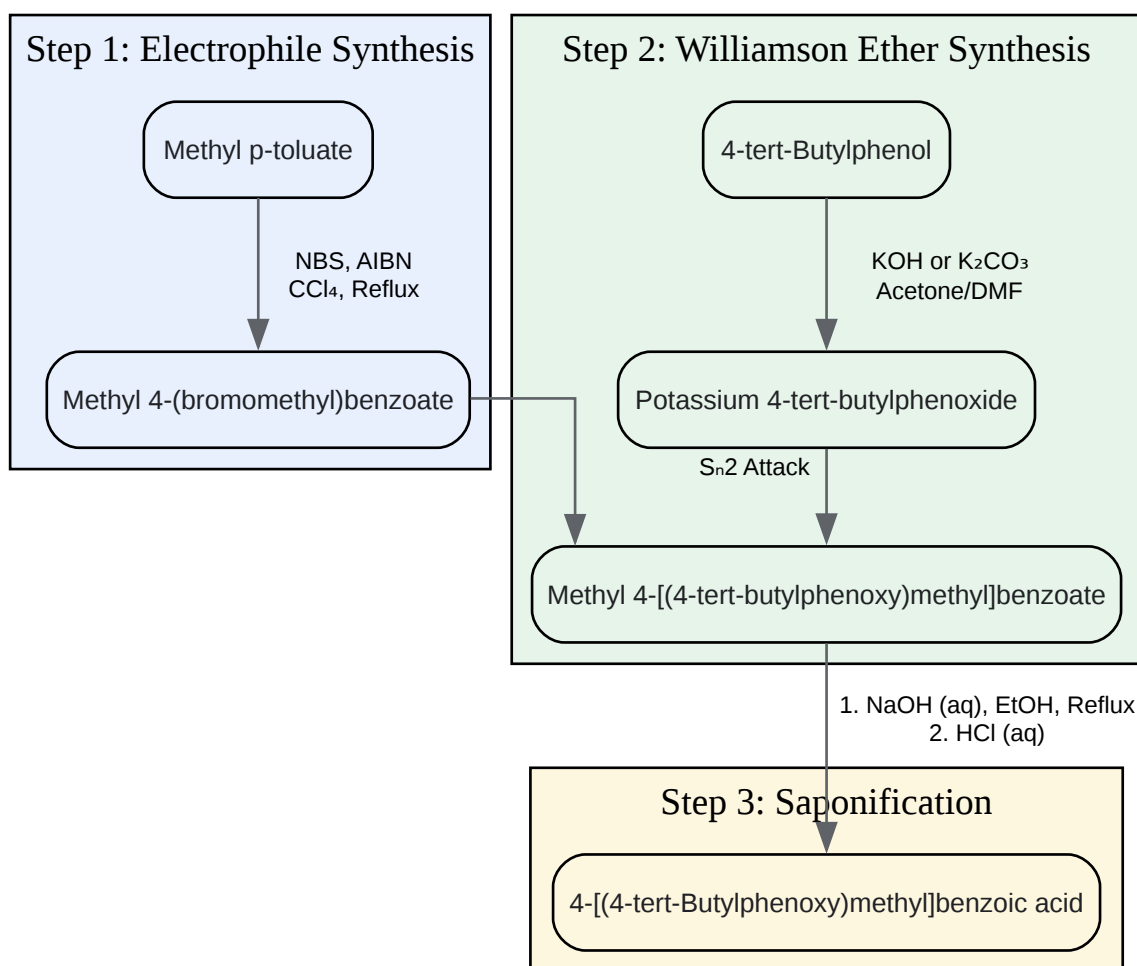 Step 1: Electrophile Synthesis
Methyl p-toluate
NBS, AIBN
CCl₄, Reflux
Methyl 4-(bromomethyl)benzoate
Step 2: Williamson Ether Synthesis
4-tert-Butylphenol
KOH or K₂CO₃
Acetone/DMF
Potassium 4-tert-butylphenoxide
Sₙ2 Attack
Methyl 4-[(4-tert-butylphenoxy)methyl]benzoate
1. NaOH (aq), EtOH, Reflux
2. HCl (aq)
Step 3: Saponification
4-[(4-tert-Butylphenoxy)methyl]benzoic acid